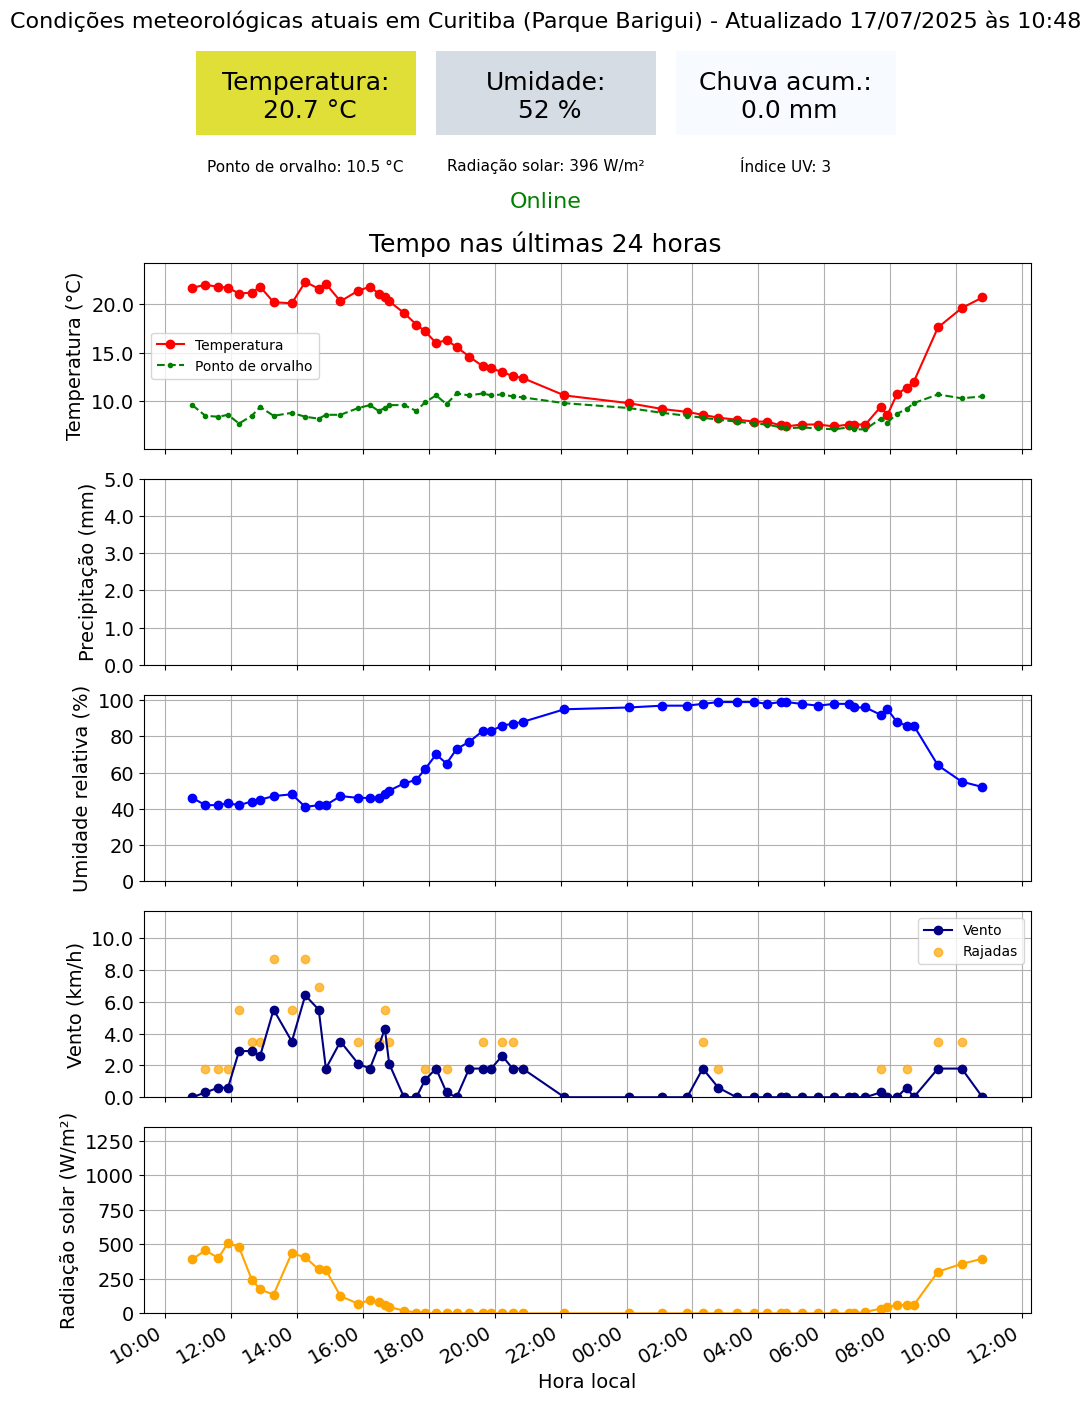 Condições meteorológicas atuais em Curitiba (Parque Barigui) - Atualizado 17/07/2025 às 10:48
Temperatura:
20.7 °C
Umidade:
52 %
Chuva acum.:
0.0 mm
Ponto de orvalho: 10.5 °C
Radiação solar: 396 W/m²
Índice UV: 3
Online
Tempo nas últimas 24 horas
Temperatura (°C)
20.0
15.0
10.0
Temperatura
Ponto de orvalho
Precipitação (mm)
5.0
4.0
3.0
2.0
1.0
0.0
Umidade relativa (%)
100
80
60
40
20
0
Vento (km/h)
10.0
8.0
6.0
4.0
2.0
0.0
Vento
Rajadas
Radiação solar (W/m²)
1250
1000
750
500
250
0
10:00
12:00
14:00
16:00
18:00
20:00
22:00
00:00
02:00
04:00
06:00
08:00
10:00
12:00
Hora local